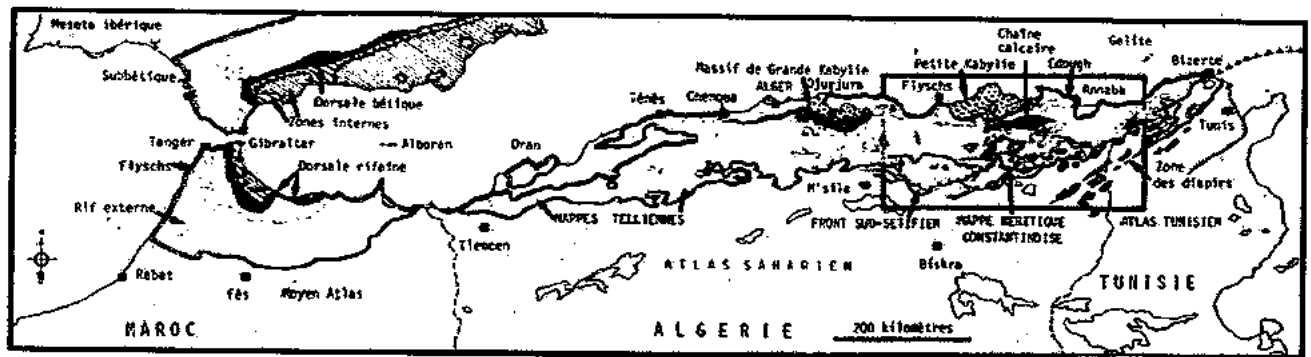 Meseta ibérique
Subbétique
Dorsale bétique
Zones internes
Tanger
Gibraltar
Alboran
Flyschs
Dorsale rifaine
Rif externe
Rabat
Fès
Moyen Atlas
MAROC
Oran
Ténès
Chenoua
Massif de Grande Kabylie
ALGER
Djurjura
Tlemcen
NAPPES TELLIENNES
M'sila
FRONT SUD-SETIFIEN
ATLAS SAHARIEN
ALGERIE
200 kilomètres
Chaîne
calcaire
Galite
Petite Kabylie
Edough
Bizerte
Flyschs
Annaba
Tunis
Zone
des diapirs
NAPPE NERITIQUE
CONSTANTINOISE
ATLAS TUNISIEN
Biskra
TUNISIE